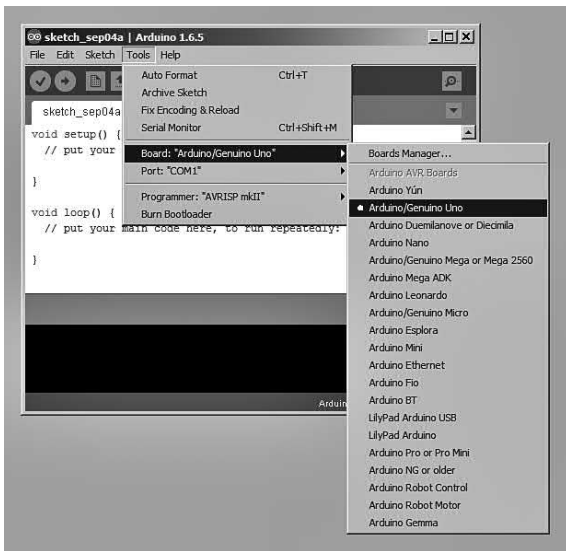 sketch_sep04a | Arduino 1.6.5
File Edit Sketch Tools Help
sketch_sep04a
void setup() {
// put your
}
void loop() {
// put your main code here, to run repeatedly:
}
Auto Format Ctrl+T
Archive Sketch
Fix Encoding & Reload
Serial Monitor Ctrl+Shift+M
Board: "Arduino/Genuino Uno"
Port: "COM1"
Programmer: "AVRISP mkII"
Burn Bootloader
Boards Manager...
Arduino AVR Boards
Arduino Yún
Arduino/Genuino Uno
Arduino Duemilanove or Diecimila
Arduino Nano
Arduino/Genuino Mega or Mega 2560
Arduino Mega ADK
Arduino Leonardo
Arduino/Genuino Micro
Arduino Esplora
Arduino Mini
Arduino Ethernet
Arduino Fio
Arduino BT
LilyPad Arduino USB
LilyPad Arduino
Arduino Pro or Pro Mini
Arduino NG or older
Arduino Robot Control
Arduino Robot Motor
Arduino Gemma
Arduin